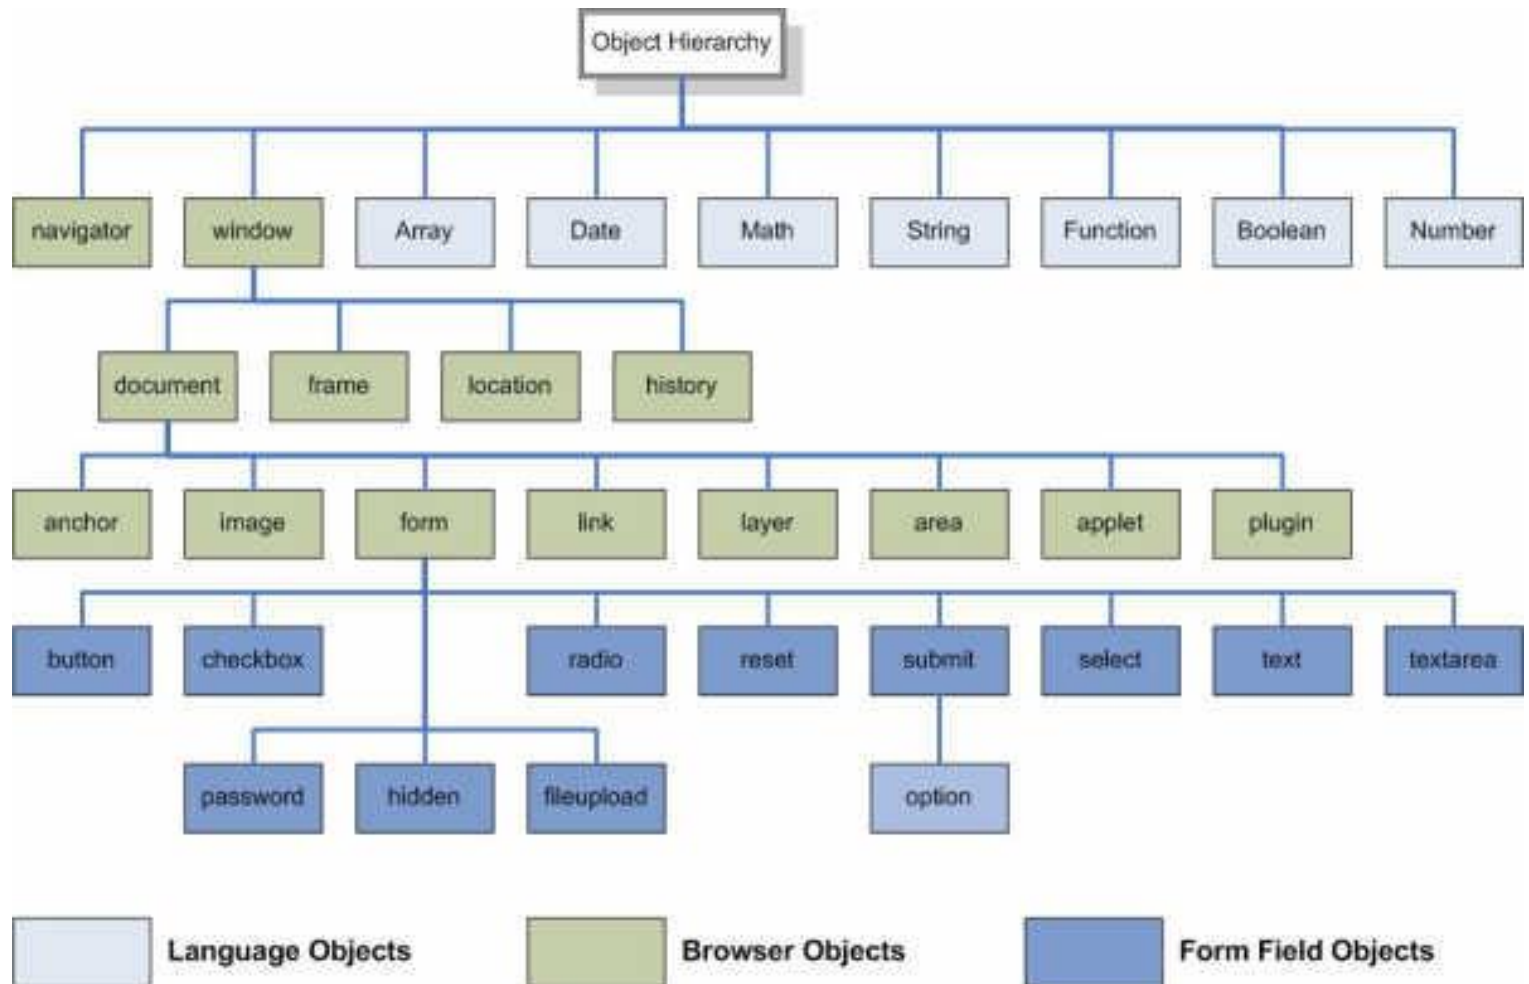 Object Hierarchy
navigator
window
Array
Date
Math
String
Function
Boolean
Number
document
frame
location
history
anchor
image
form
link
layer
area
applet
plugin
button
checkbox
radio
reset
submit
select
text
textarea
password
hidden
fileupload
option
Language Objects
Browser Objects
Form Field Objects